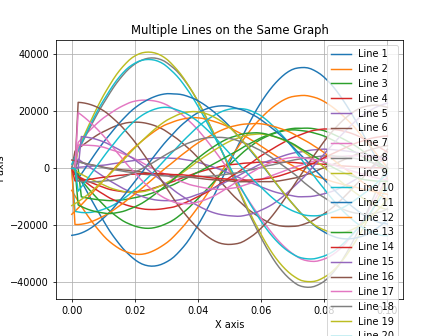 Multiple Lines on the Same Graph
40000
20000
0
−20000
−40000
0.00
0.02
0.04
0.06
X axis
axis
Line 1
Line 2
Line 3
Line 4
Line 5
Line 6
Line 7
Line 8
Line 9
Line 10
Line 11
Line 12
Line 13
Line 14
Line 15
Line 16
Line 17
Line 18
Line 19
Line 20